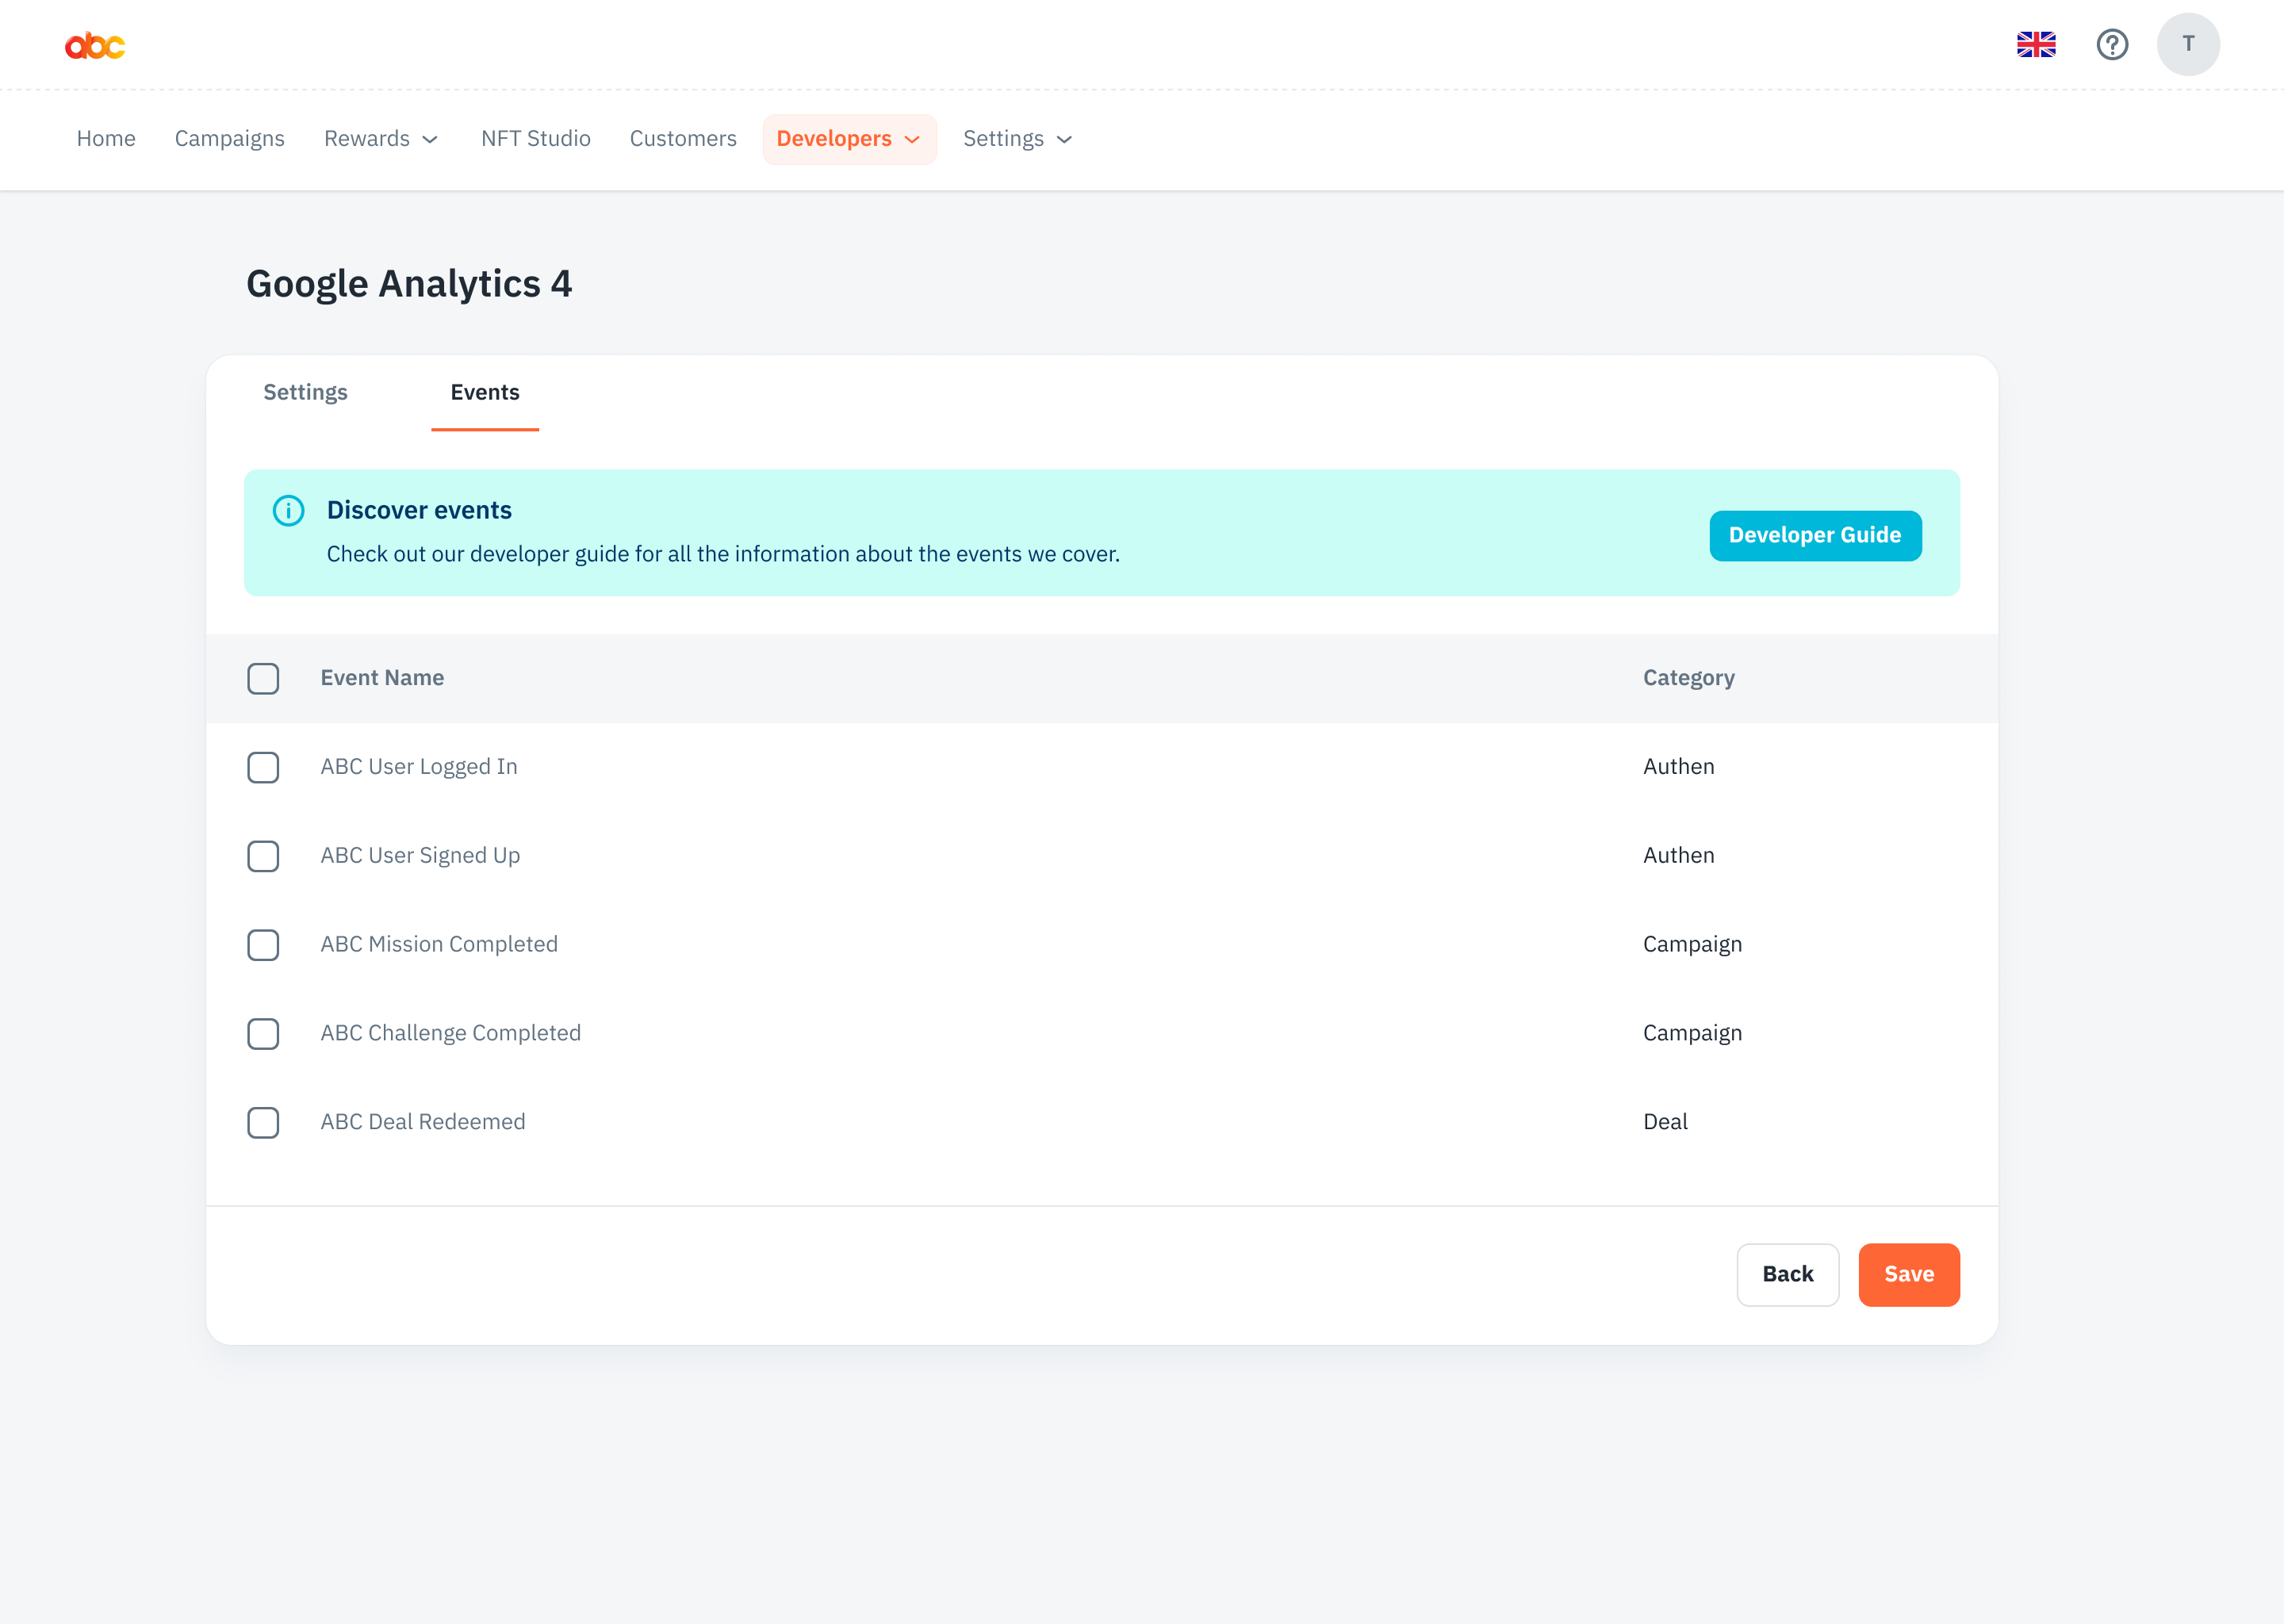 abc
T
Home Campaigns Rewards NFT Studio Customers Developers Settings
Google Analytics 4
Settings Events
Discover events
Check out our developer guide for all the information about the events we cover.
Developer Guide
Event Name Category
ABC User Logged In Authen
ABC User Signed Up Authen
ABC Mission Completed Campaign
ABC Challenge Completed Campaign
ABC Deal Redeemed Deal
Back Save